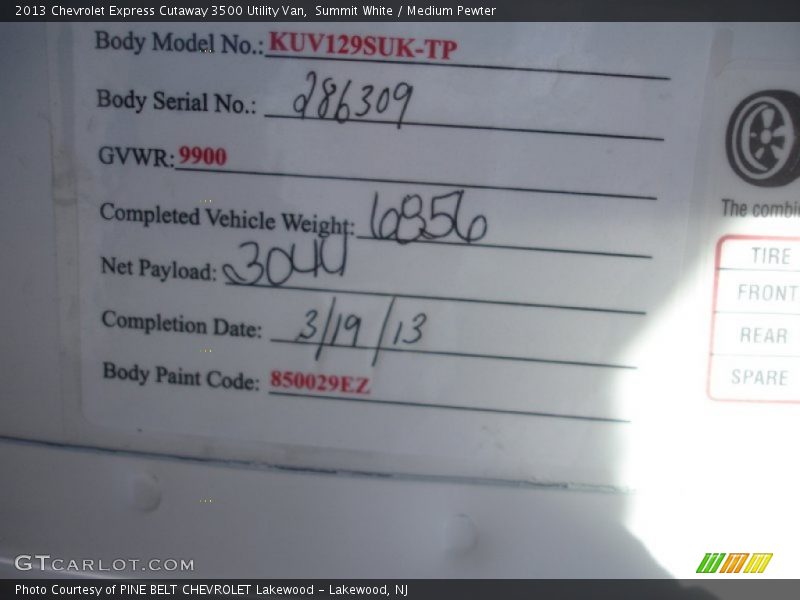 2013 Chevrolet Express Cutaway 3500 Utility Van,  Summit White / Medium Pewter
Body Model No.: KUV129SUK-TP
Body Serial No.: 286309
GVWR: 9900
Completed Vehicle Weight: 6856
Net Payload: 3044
Completion Date: 3/19/13
Body Paint Code: 850029EZ
The combi
TIRE
FRONT
REAR
SPARE
GTCARLOT.COM
Photo Courtesy of PINE BELT CHEVROLET Lakewood - Lakewood, NJ